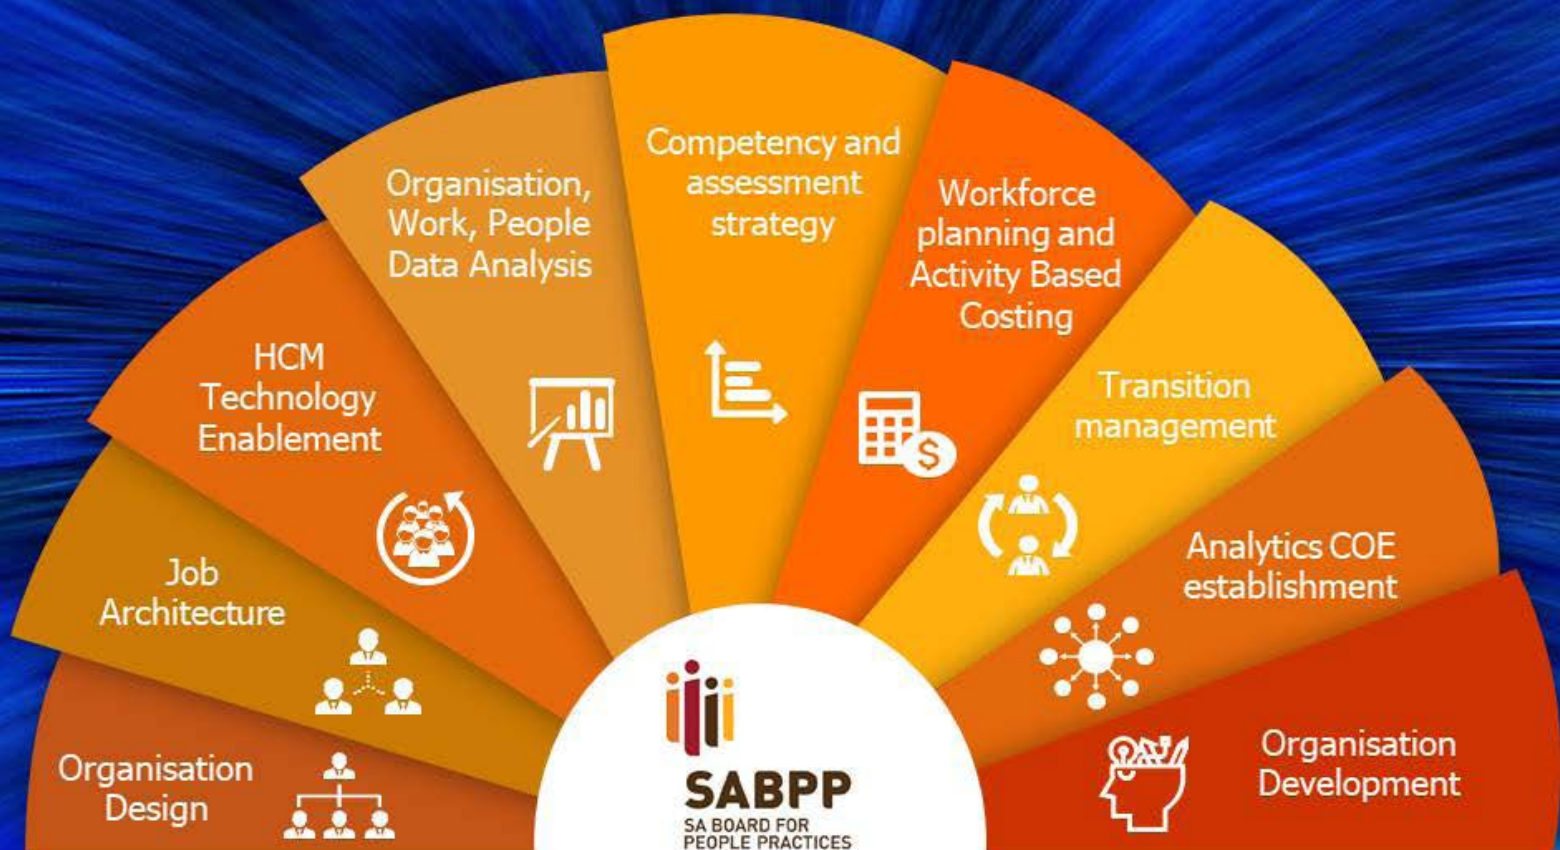 Organisation
Design
Job
Architecture
HCM
Technology
Enablement
Organisation,
Work, People
Data Analysis
Competency and
assessment
strategy
Workforce
planning and
Activity Based
Costing
$
Transition
management
Analytics COE
establishment
Organisation
Development
SABPP
SA BOARD FOR
PEOPLE PRACTICES